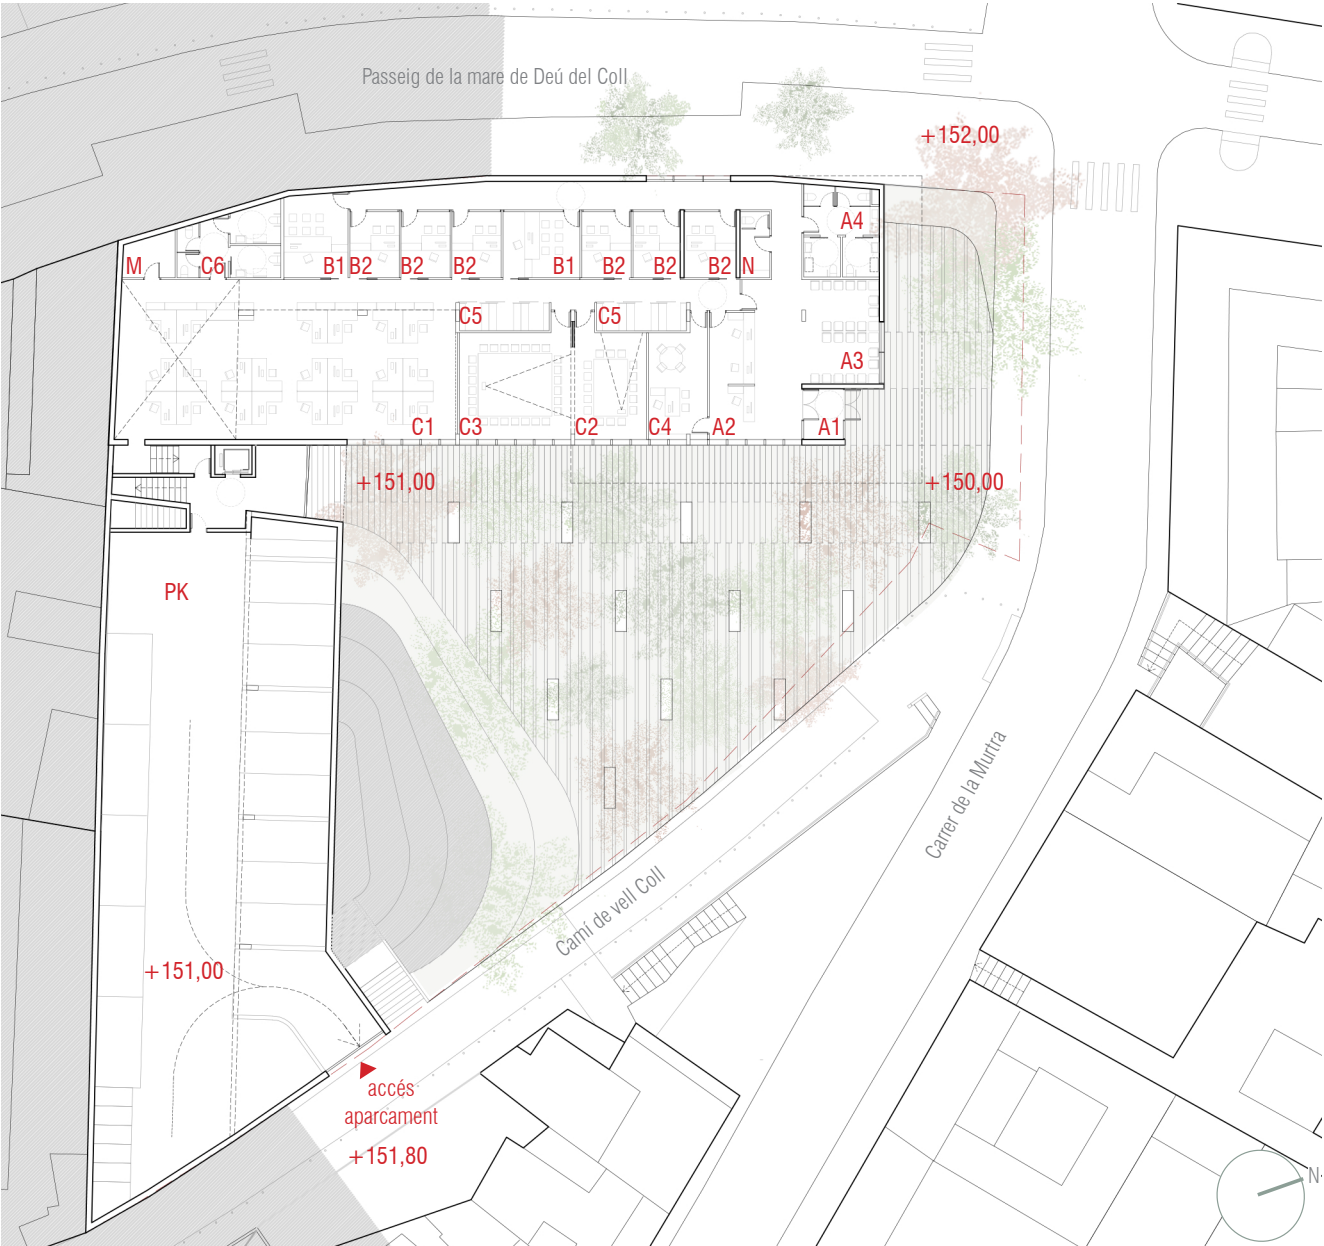 Passeig de la mare de Deú del Coll
+152,00
A4
M
C6
B1
B2
B2
B2
B1
B2
B2
B2
N
C5
C5
A3
C1
C3
C2
C4
A2
A1
+151,00
+150,00
PK
Carrer de la Murtra
Camí de vell Coll
+151,00
accés
aparcament
+151,80
N